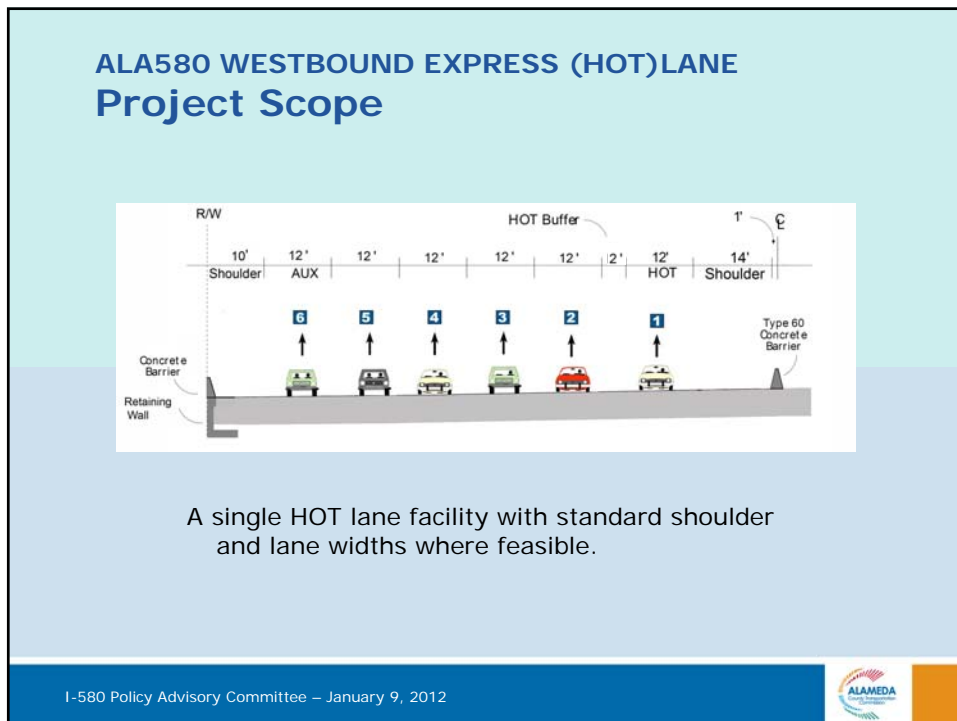 ALA580 WESTBOUND EXPRESS (HOT)LANE
Project Scope
R/W
HOT Buffer
1'
10' 12' 12' 12' 12' 12' 2' 12' 14'
Shoulder AUX HOT Shoulder
6 5 4 3 2 1
Type 60
Concrete
Barrier
Concrete
Barrier
Retaining
Wall
A single HOT lane facility with standard shoulder
and lane widths where feasible.
I-580 Policy Advisory Committee – January 9, 2012
ALAMEDA
County Transportation
Commission